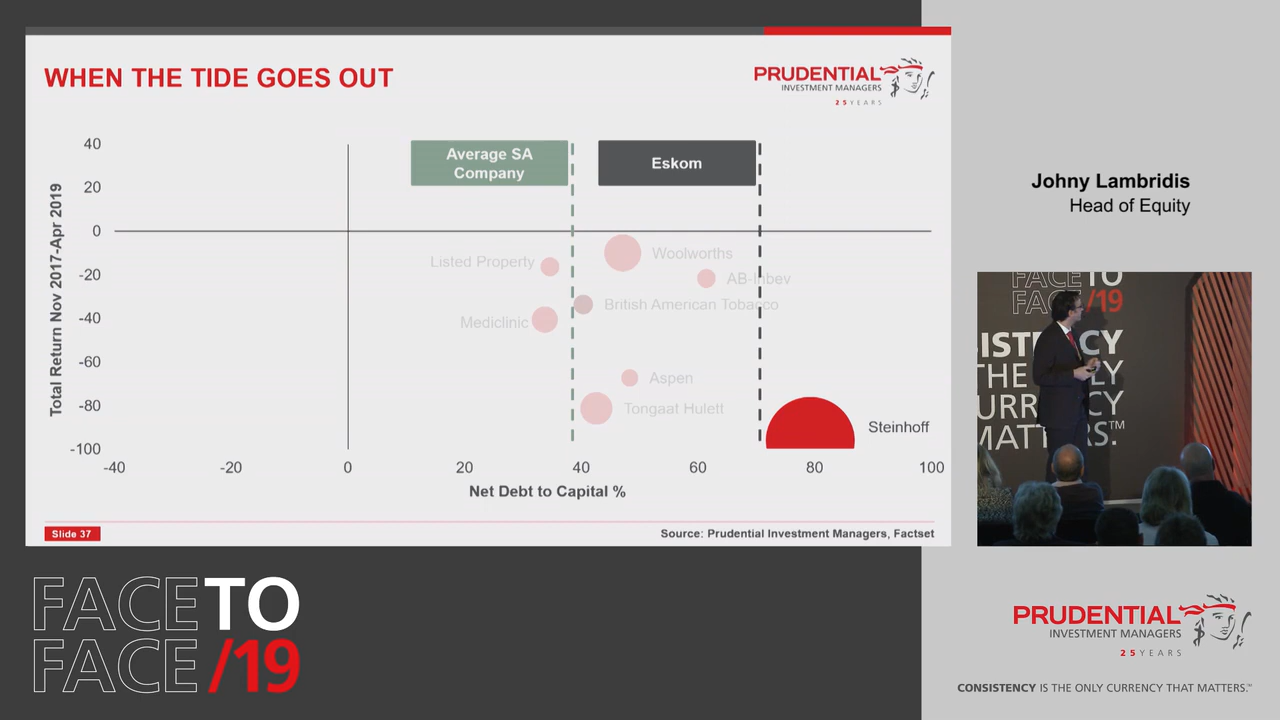 WHEN THE TIDE GOES OUT
PRUDENTIAL
INVESTMENT MANAGERS
25 YEARS
Total Return Nov 2017-Apr 2019
40
20
0
-20
-40
-60
-80
-100
Average SA
Company
Eskom
Listed Property
Woolworths
AB-Inbev
British American Tobacco
Mediclinic
Aspen
Tongaat Hulett
Steinhoff
-40
-20
0
20
40
60
80
100
Net Debt to Capital %
Slide 37
Source: Prudential Investment Managers, Factset
Johny Lambridis
Head of Equity
FACE TO
FACE /19
FACETO
FACE/19
PRUDENTIAL
INVESTMENT MANAGERS
25 YEARS
CONSISTENCY IS THE ONLY CURRENCY THAT MATTERS.™